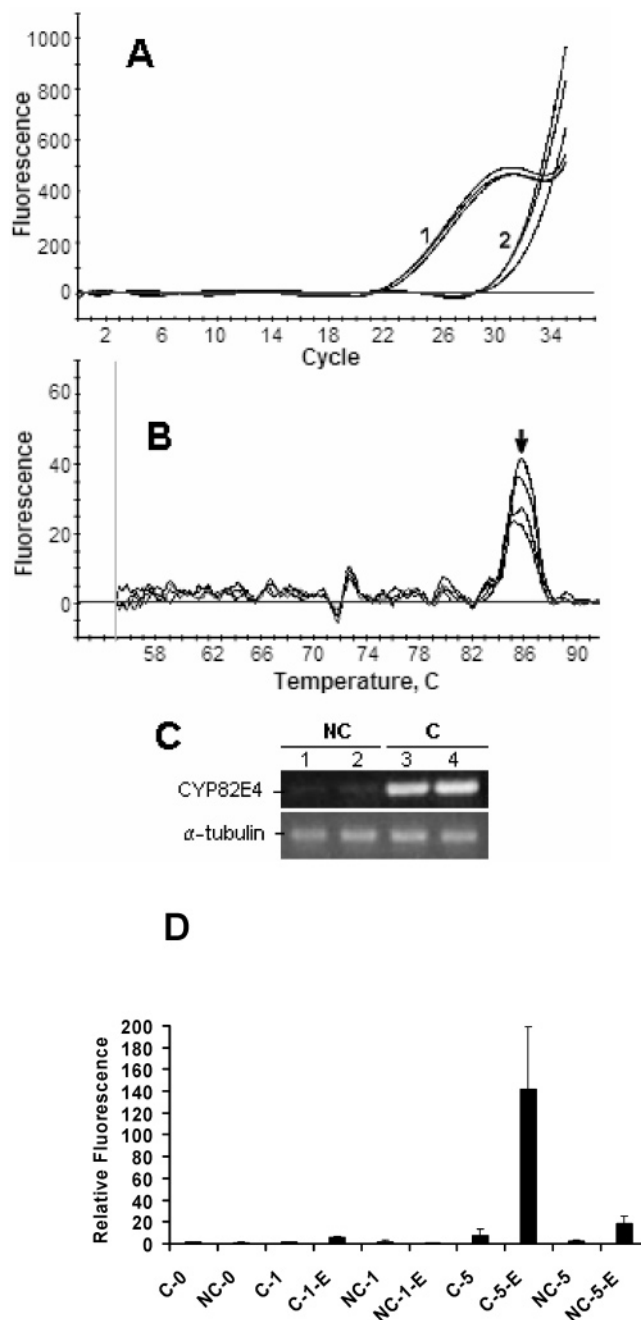 A
1000
800
600
400
200
0
Fluorescence
1
2
2 6 10 14 18 22 26 30 34
Cycle
B
60
40
20
0
Fluorescence
58 62 66 70 74 78 82 86 90
Temperature, C
C
NC C
1 2 3 4
CYP82E4
α-tubulin
D
200
180
160
140
120
100
80
60
40
20
0
Relative Fluorescence
C-0 NC-0 C-1 C-1-E NC-1 NC-1-E C-5 C-5-E NC-5 NC-5-E